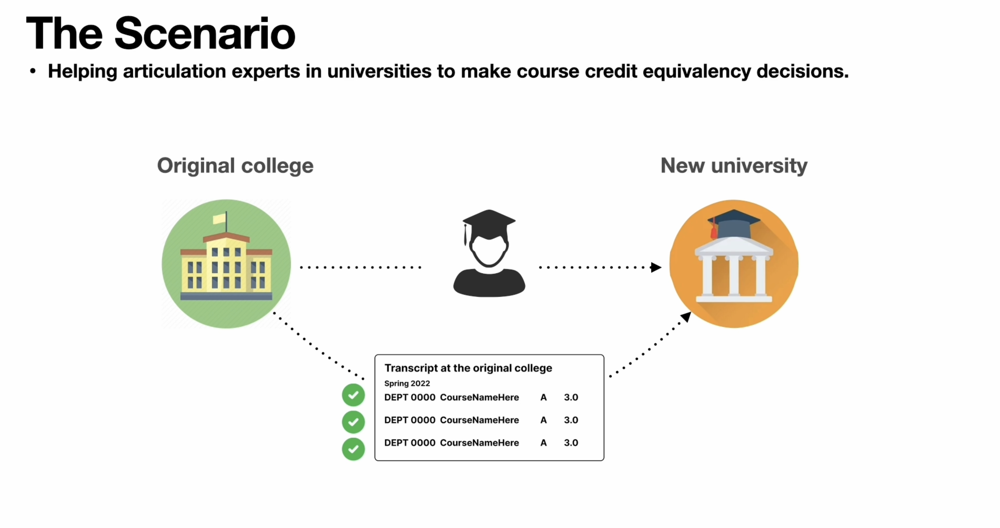 The Scenario
• Helping articulation experts in universities to make course credit equivalency decisions.
Original college
New university
Transcript at the original college
Spring 2022
DEPT 0000 CourseNameHere A 3.0
DEPT 0000 CourseNameHere A 3.0
DEPT 0000 CourseNameHere A 3.0